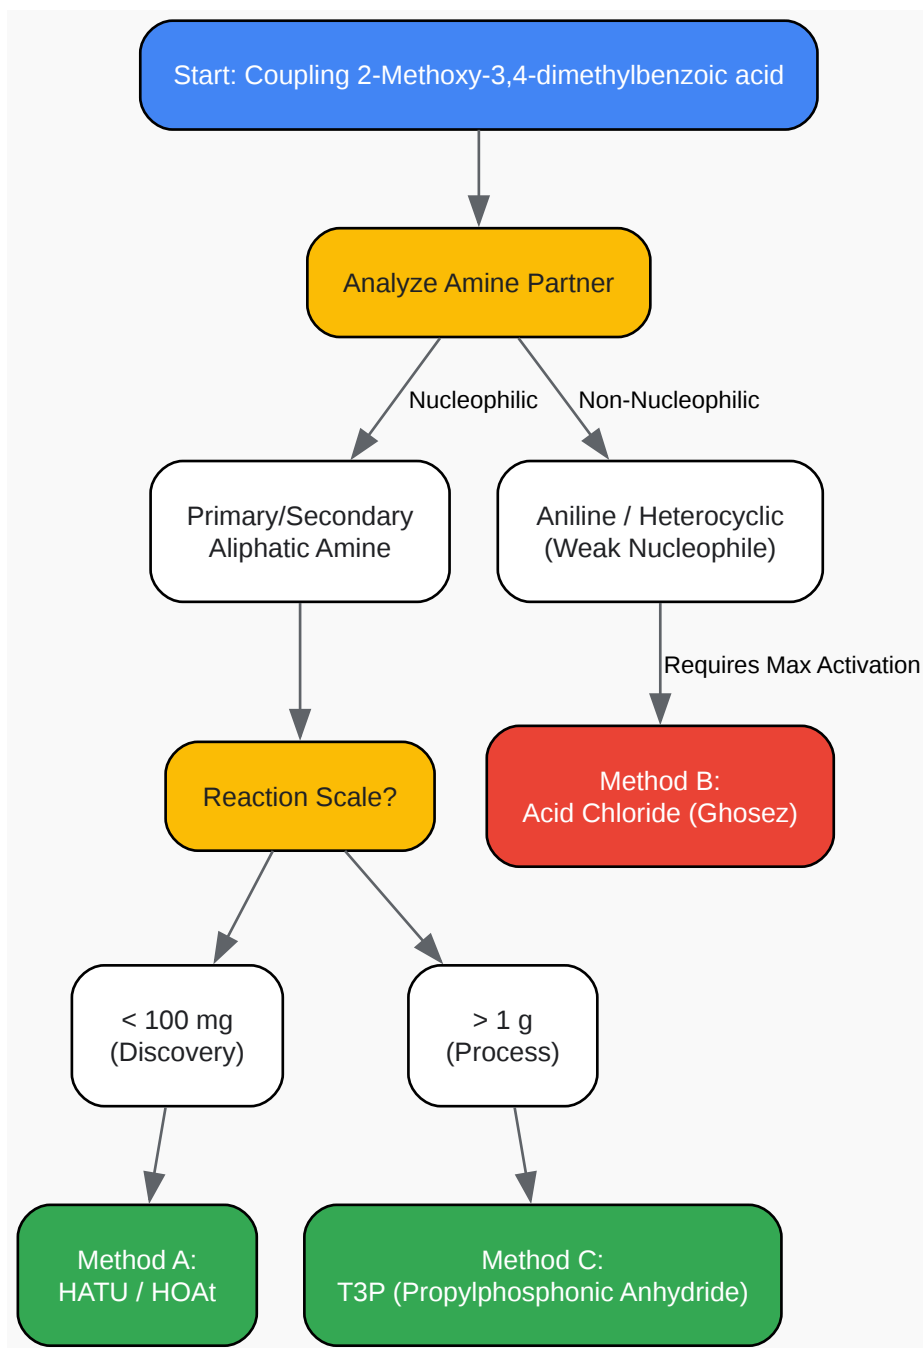 Start: Coupling 2-Methoxy-3,4-dimethylbenzoic acid
Analyze Amine Partner
Nucleophilic
Non-Nucleophilic
Primary/Secondary
Aliphatic Amine
Aniline / Heterocyclic
(Weak Nucleophile)
Requires Max Activation
Reaction Scale?
Method B:
Acid Chloride (Ghosez)
< 100 mg
(Discovery)
> 1 g
(Process)
Method A:
HATU / HOAt
Method C:
T3P (Propylphosphonic Anhydride)